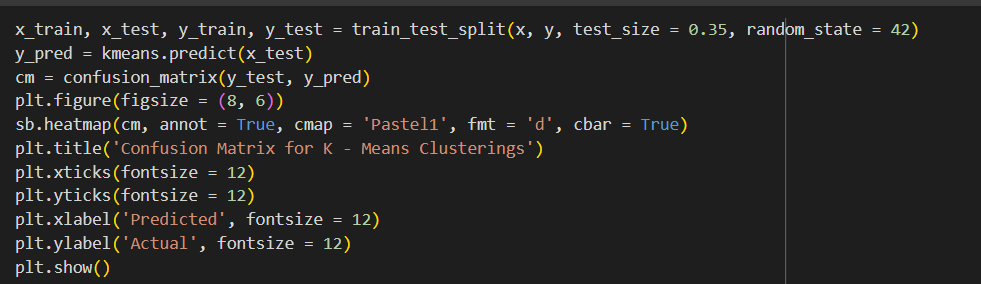 x_train, x_test, y_train, y_test = train_test_split(x, y, test_size = 0.35, random_state = 42)
y_pred = kmeans.predict(x_test)
cm = confusion_matrix(y_test, y_pred)
plt.figure(figsize = (8, 6))
sb.heatmap(cm, annot = True, cmap = 'Pastel1', fmt = 'd', cbar = True)
plt.title('Confusion Matrix for K - Means Clusterings')
plt.xticks(fontsize = 12)
plt.yticks(fontsize = 12)
plt.xlabel('Predicted', fontsize = 12)
plt.ylabel('Actual', fontsize = 12)
plt.show()